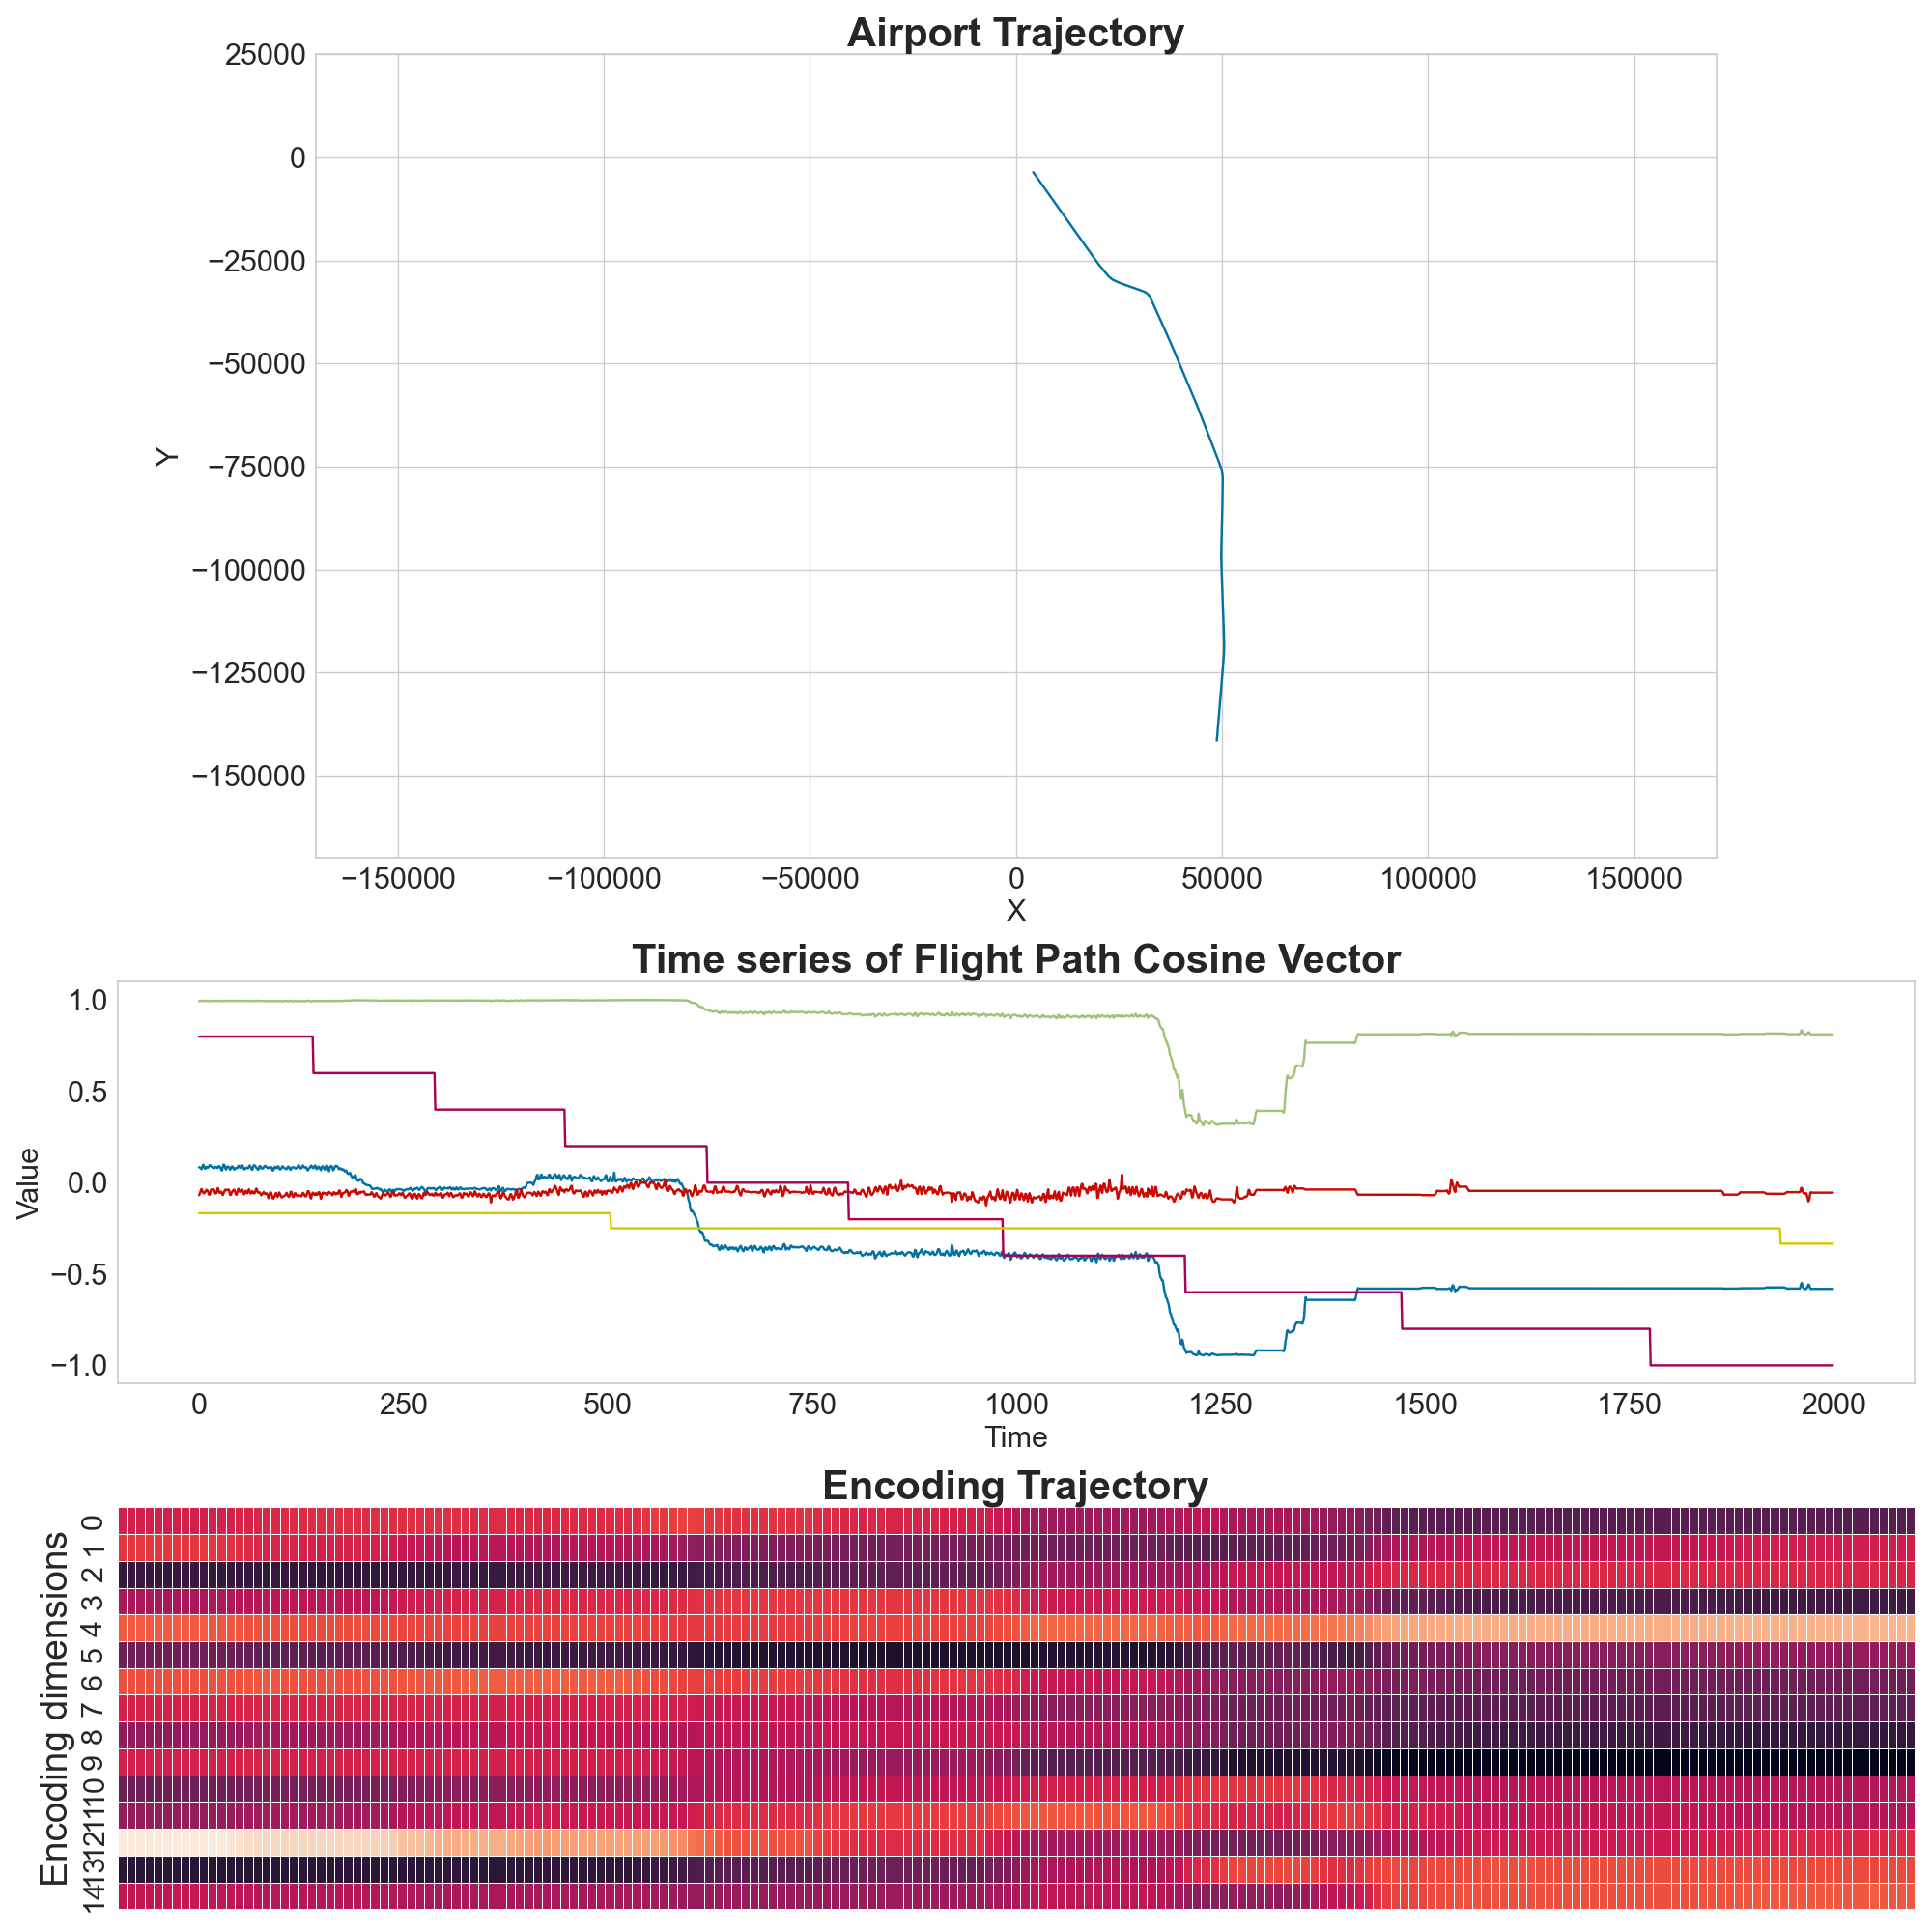 Airport Trajectory
25000
0
−25000
−50000
−75000
−100000
−125000
−150000
Y
−150000 −100000 −50000 0 50000 100000 150000
X
Time series of Flight Path Cosine Vector
1.0
0.5
0.0
−0.5
−1.0
Value
0 250 500 750 1000 1250 1500 1750 2000
Time
Encoding Trajectory
Encoding dimensions
0
1
2
3
4
5
6
7
8
9
10
11
12
13
14